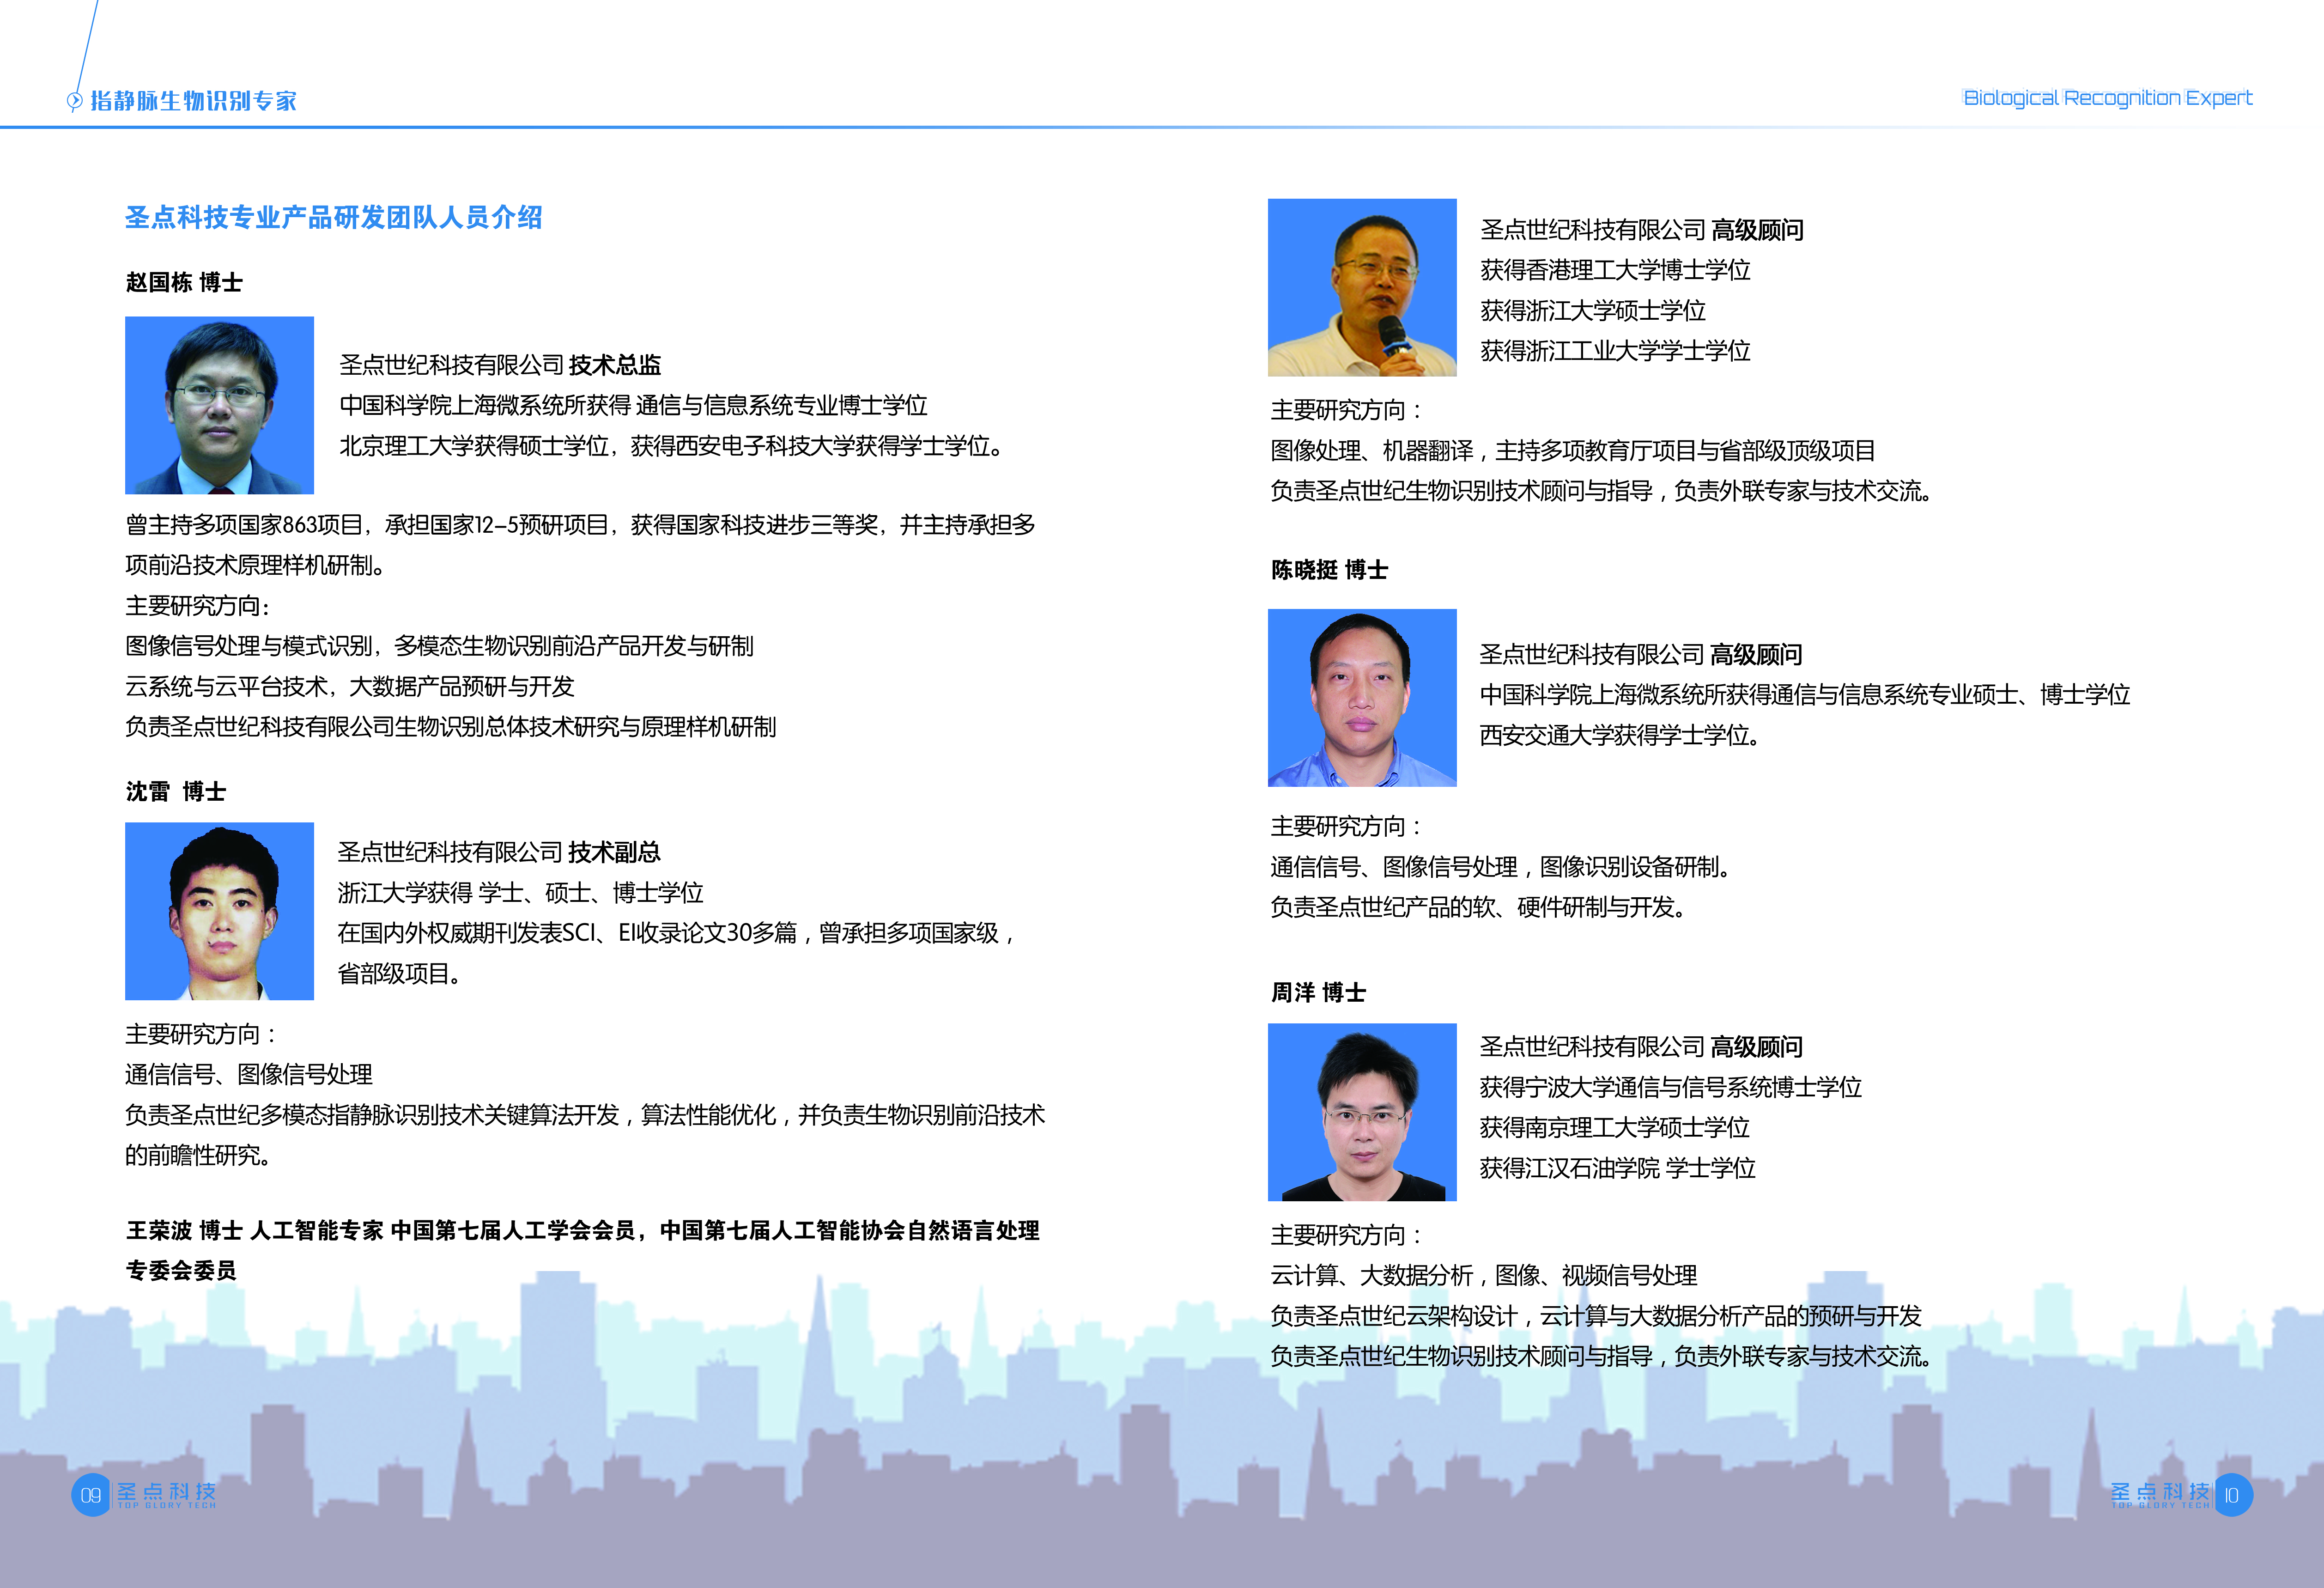 指静脉生物识别专家
Biological Recognition Expert
圣点科技专业产品研发团队人员介绍
赵国栋 博士
圣点世纪科技有限公司 技术总监
中国科学院上海微系统所获得 通信与信息系统专业博士学位
北京理工大学获得硕士学位，获得西安电子科技大学获得学士学位。
曾主持多项国家863项目，承担国家12-5预研项目，获得国家科技进步三等奖，并主持承担多
项前沿技术原理样机研制。
主要研究方向：
图像信号处理与模式识别，多模态生物识别前沿产品开发与研制
云系统与云平台技术，大数据产品预研与开发
负责圣点世纪科技有限公司生物识别总体技术研究与原理样机研制
沈雷 博士
圣点世纪科技有限公司 技术副总
浙江大学获得 学士、硕士、博士学位
在国内外权威期刊发表SCI、EI收录论文30多篇，曾承担多项国家级，
省部级项目。
主要研究方向：
通信信号、图像信号处理
负责圣点世纪多模态指静脉识别技术关键算法开发，算法性能优化，并负责生物识别前沿技术
的前瞻性研究。
王荣波 博士 人工智能专家 中国第七届人工学会会员，中国第七届人工智能协会自然语言处理
专委会委员
圣点世纪科技有限公司 高级顾问
获得香港理工大学博士学位
获得浙江大学硕士学位
获得浙江工业大学学士学位
主要研究方向：
图像处理、机器翻译，主持多项教育厅项目与省部级顶级项目
负责圣点世纪生物识别技术顾问与指导，负责外联专家与技术交流。
陈晓挺 博士
圣点世纪科技有限公司 高级顾问
中国科学院上海微系统所获得通信与信息系统专业硕士、博士学位
西安交通大学获得学士学位。
主要研究方向：
通信信号、图像信号处理，图像识别设备研制。
负责圣点世纪产品的软、硬件研制与开发。
周洋 博士
圣点世纪科技有限公司 高级顾问
获得宁波大学通信与信号系统博士学位
获得南京理工大学硕士学位
获得江汉石油学院 学士学位
主要研究方向：
云计算、大数据分析，图像、视频信号处理
负责圣点世纪云架构设计，云计算与大数据分析产品的预研与开发
负责圣点世纪生物识别技术顾问与指导，负责外联专家与技术交流。
09 圣点科技
TOP GLORY TECH
圣点科技 10
TOP GLORY TECH